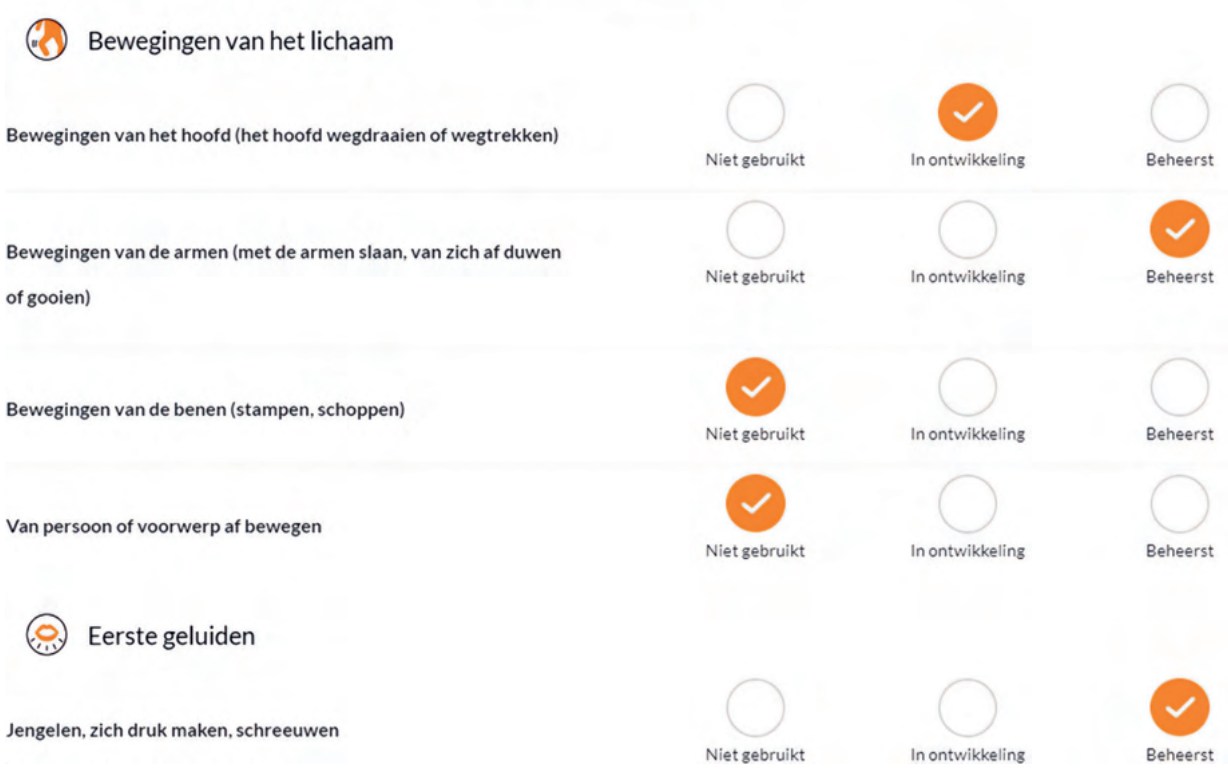 Bewegingen van het lichaam
Bewegingen van het hoofd (het hoofd wegdraaien of wegtrekken)
Niet gebruikt In ontwikkeling Beheerst
Bewegingen van de armen (met de armen slaan, van zich af duwen
of gooien)
Niet gebruikt In ontwikkeling Beheerst
Bewegingen van de benen (stampen, schoppen)
Niet gebruikt In ontwikkeling Beheerst
Van persoon of voorwerp af bewegen
Niet gebruikt In ontwikkeling Beheerst
Eerste geluiden
Jengelen, zich druk maken, schreeuwen
Niet gebruikt In ontwikkeling Beheerst